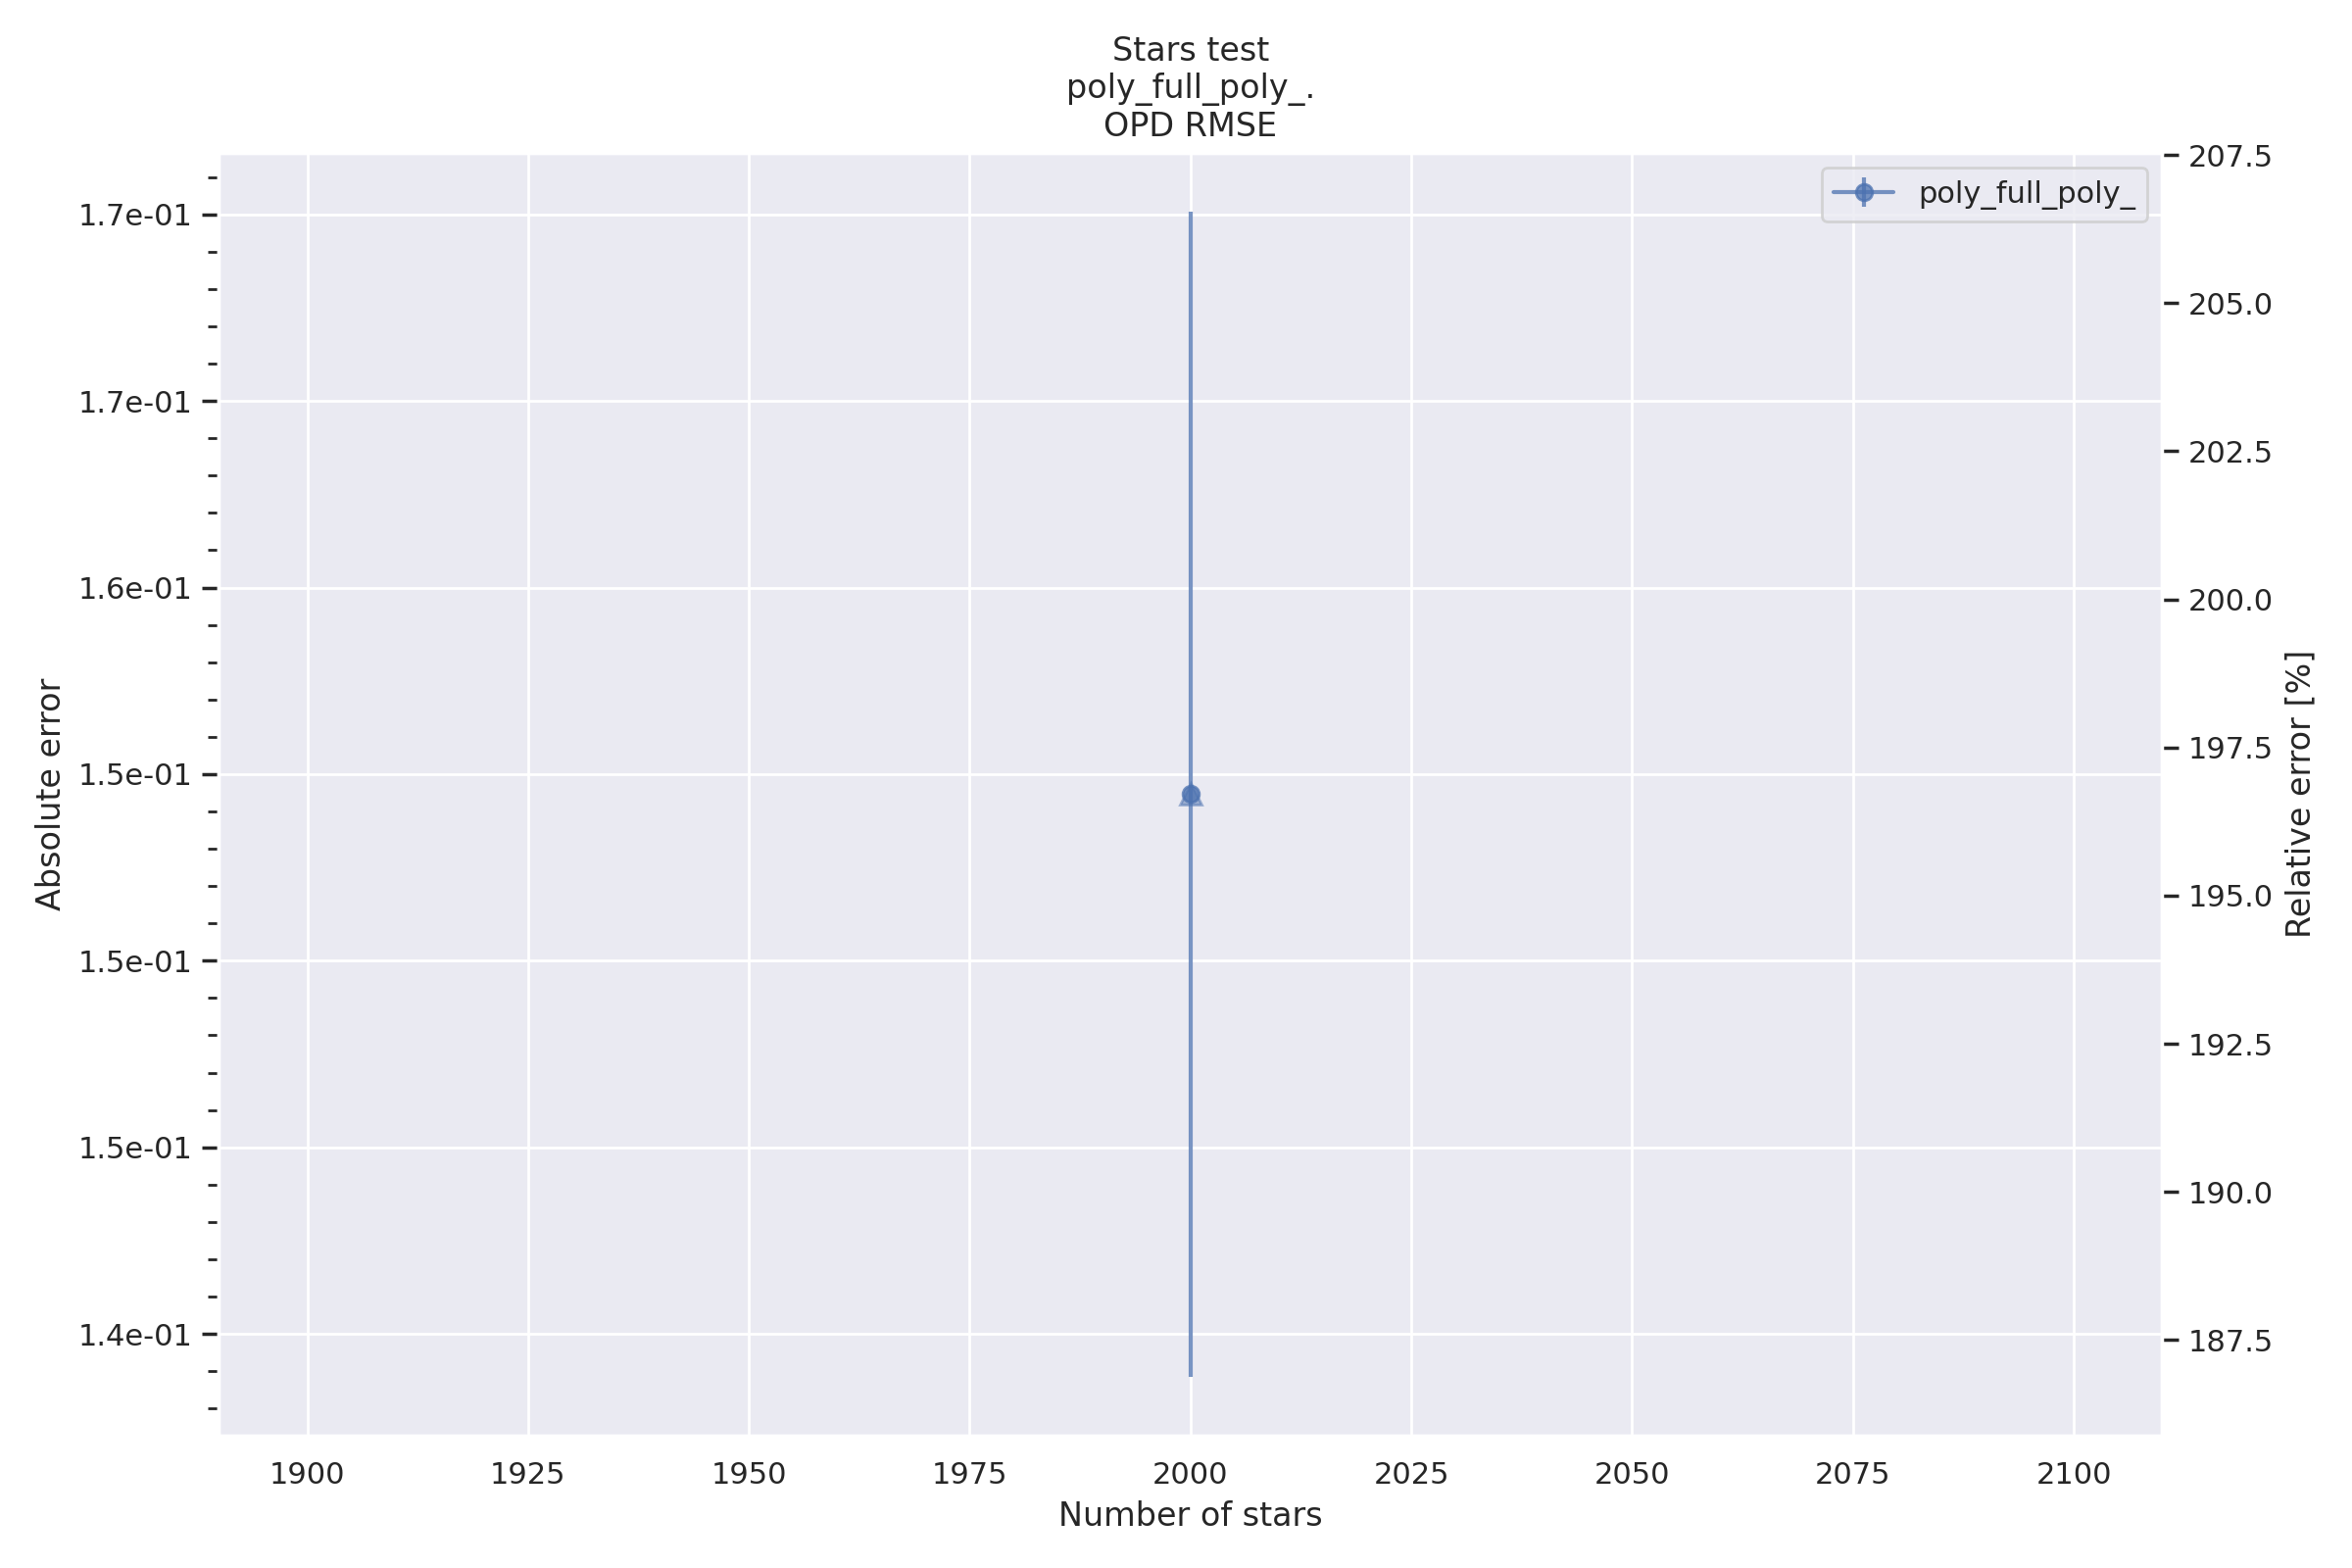 Stars test
poly_full_poly_.
OPD RMSE
poly_full_poly_
Absolute error
1.7e-01
1.7e-01
1.6e-01
1.5e-01
1.5e-01
1.5e-01
1.4e-01
207.5
205.0
202.5
200.0
197.5
195.0
192.5
190.0
187.5
Relative error [%]
1900 1925 1950 1975 2000 2025 2050 2075 2100
Number of stars